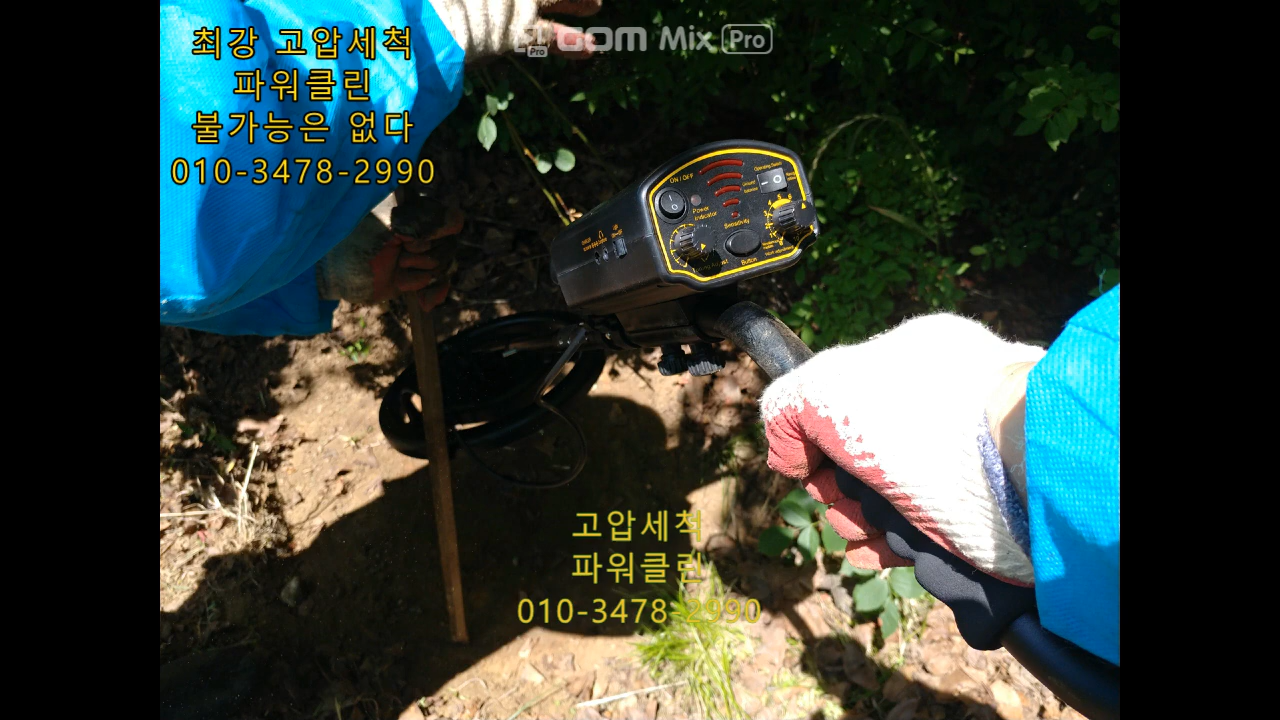 최강 고압세척
파워클린
불가능은 없다
010-3478-2990
GOM Mix Pro
Pro
ON / OFF
Power
Indicator
Sensitivity
Button
고압세척
파워클린
010-3478-2990